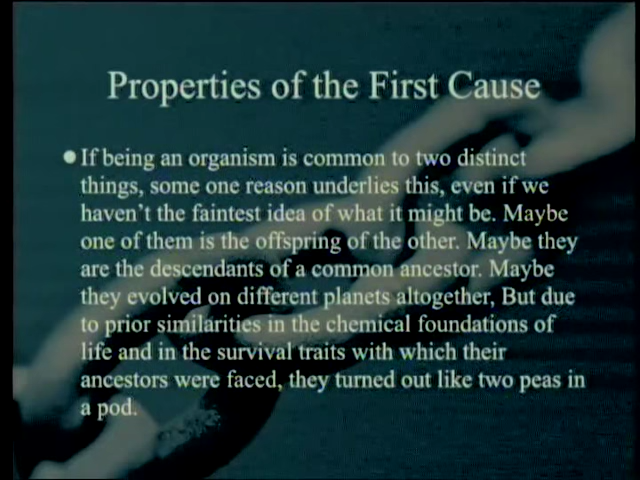 Properties of the First Cause
If being an organism is common to two distinct
things, some one reason underlies this, even if we
haven't the faintest idea of what it might be. Maybe
one of them is the offspring of the other. Maybe they
are the descendants of a common ancestor. Maybe
they evolved on different planets altogether, But due
to prior similarities in the chemical foundations of
life and in the survival traits with which their
ancestors were faced, they turned out like two peas in
a pod.